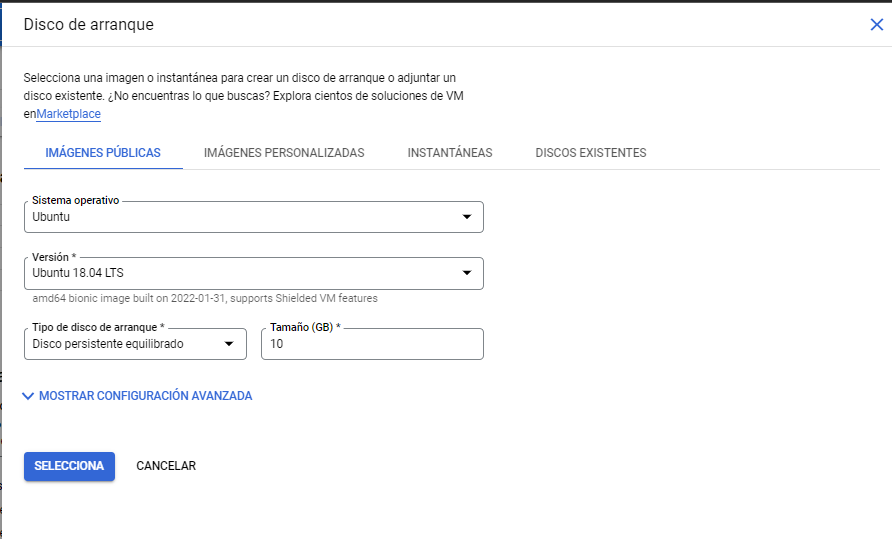 Disco de arranque
Selecciona una imagen o instantánea para crear un disco de arranque o adjuntar un
disco existente. ¿No encuentras lo que buscas? Explora cientos de soluciones de VM
enMarketplace
IMÁGENES PÚBLICAS IMÁGENES PERSONALIZADAS INSTANTÁNEAS DISCOS EXISTENTES
Sistema operativo
Ubuntu
Versión *
Ubuntu 18.04 LTS
amd64 bionic image built on 2022-01-31, supports Shielded VM features
Tipo de disco de arranque * Tamaño (GB) *
Disco persistente equilibrado 10
MOSTRAR CONFIGURACIÓN AVANZADA
SELECCIONA CANCELAR